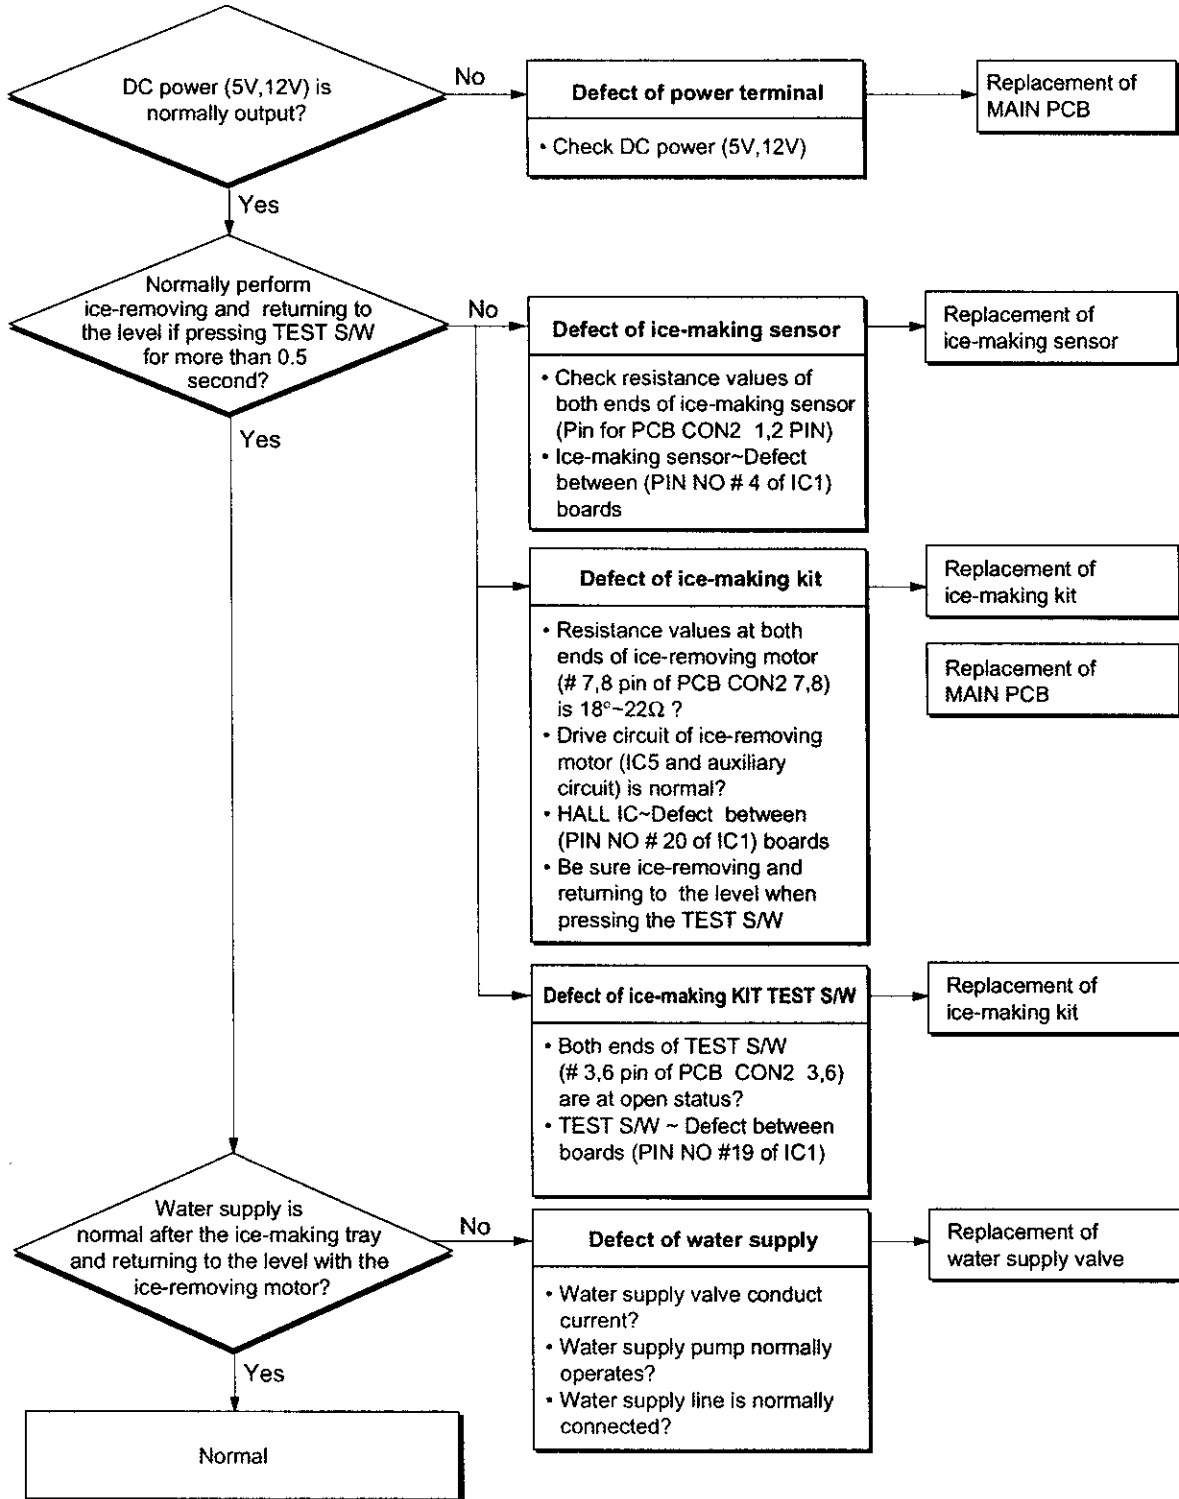 DC power (5V,12V) is
normally output?
No
Defect of power terminal
• Check DC power (5V,12V)
Replacement of
MAIN PCB
Yes
Normally perform
ice-removing and returning to
the level if pressing TEST S/W
for more than 0.5
second?
No
Defect of ice-making sensor
• Check resistance values of
both ends of ice-making sensor
(Pin for PCB CON2 1,2 PIN)
• Ice-making sensor~Defect
between (PIN NO # 4 of IC1)
boards
Replacement of
ice-making sensor
Yes
Defect of ice-making kit
• Resistance values at both
ends of ice-removing motor
(# 7,8 pin of PCB CON2 7,8)
is 18°~22Ω ?
• Drive circuit of ice-removing
motor (IC5 and auxiliary
circuit) is normal?
• HALL IC~Defect between
(PIN NO # 20 of IC1) boards
• Be sure ice-removing and
returning to the level when
pressing the TEST S/W
Replacement of
ice-making kit
Replacement of
MAIN PCB
Defect of ice-making KIT TEST S/W
• Both ends of TEST S/W
(# 3,6 pin of PCB CON2 3,6)
are at open status?
• TEST S/W ~ Defect between
boards (PIN NO #19 of IC1)
Replacement of
ice-making kit
Water supply is
normal after the ice-making tray
and returning to the level with the
ice-removing motor?
No
Defect of water supply
• Water supply valve conduct
current?
• Water supply pump normally
operates?
• Water supply line is normally
connected?
Replacement of
water supply valve
Yes
Normal